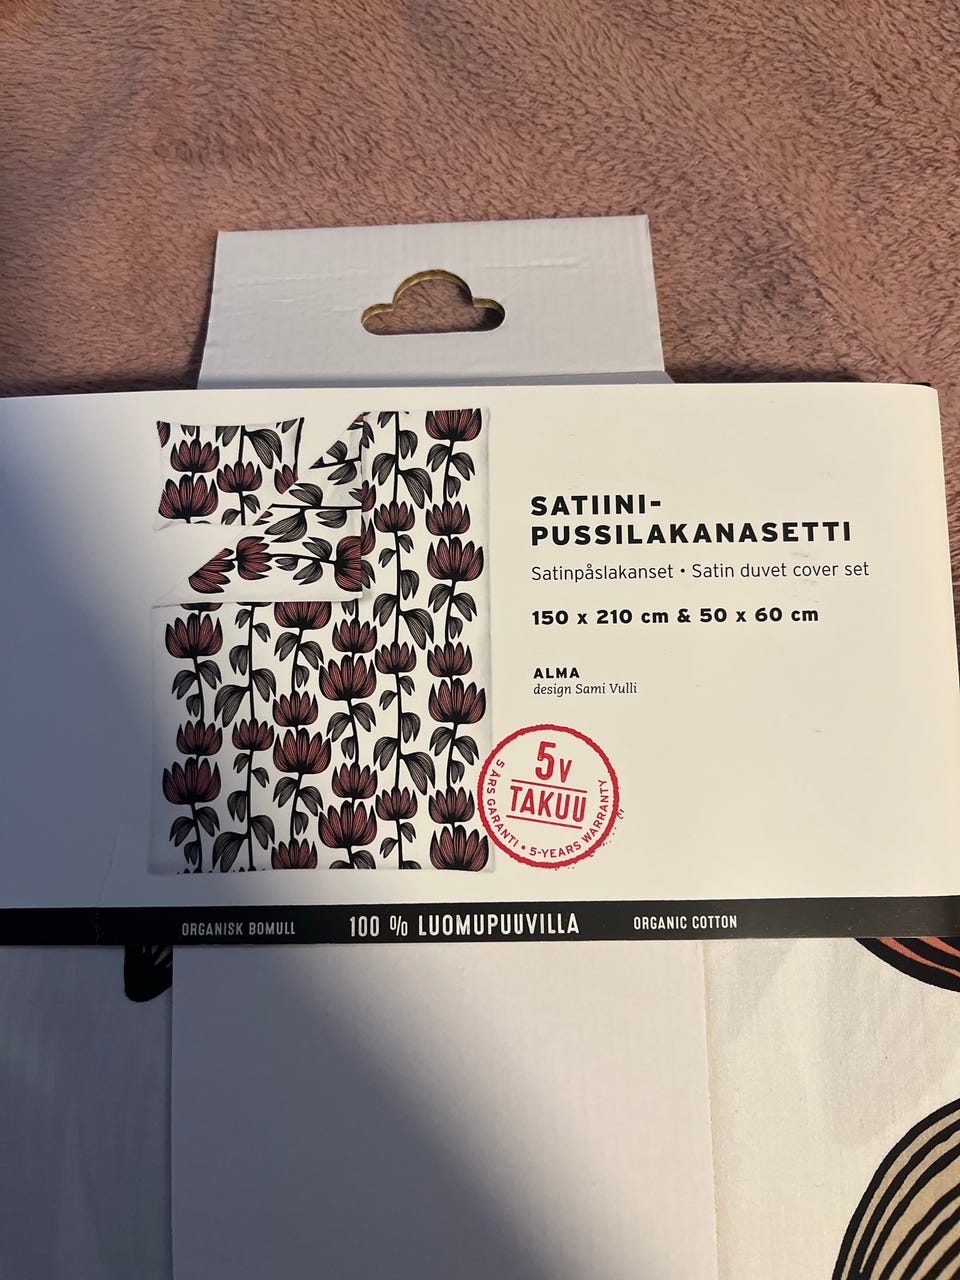 SATIINI-
PUSSILAKANASETTI
Satinpåslakanset • Satin duvet cover set
150 x 210 cm & 50 x 60 cm
ALMA
design Sami Vulli
5v
TAKUU
5 ÅRS GARANTI • 5-YEARS WARRANTY
ORGANISK BOMULL 100 % LUOMUPUUVILLA ORGANIC COTTON